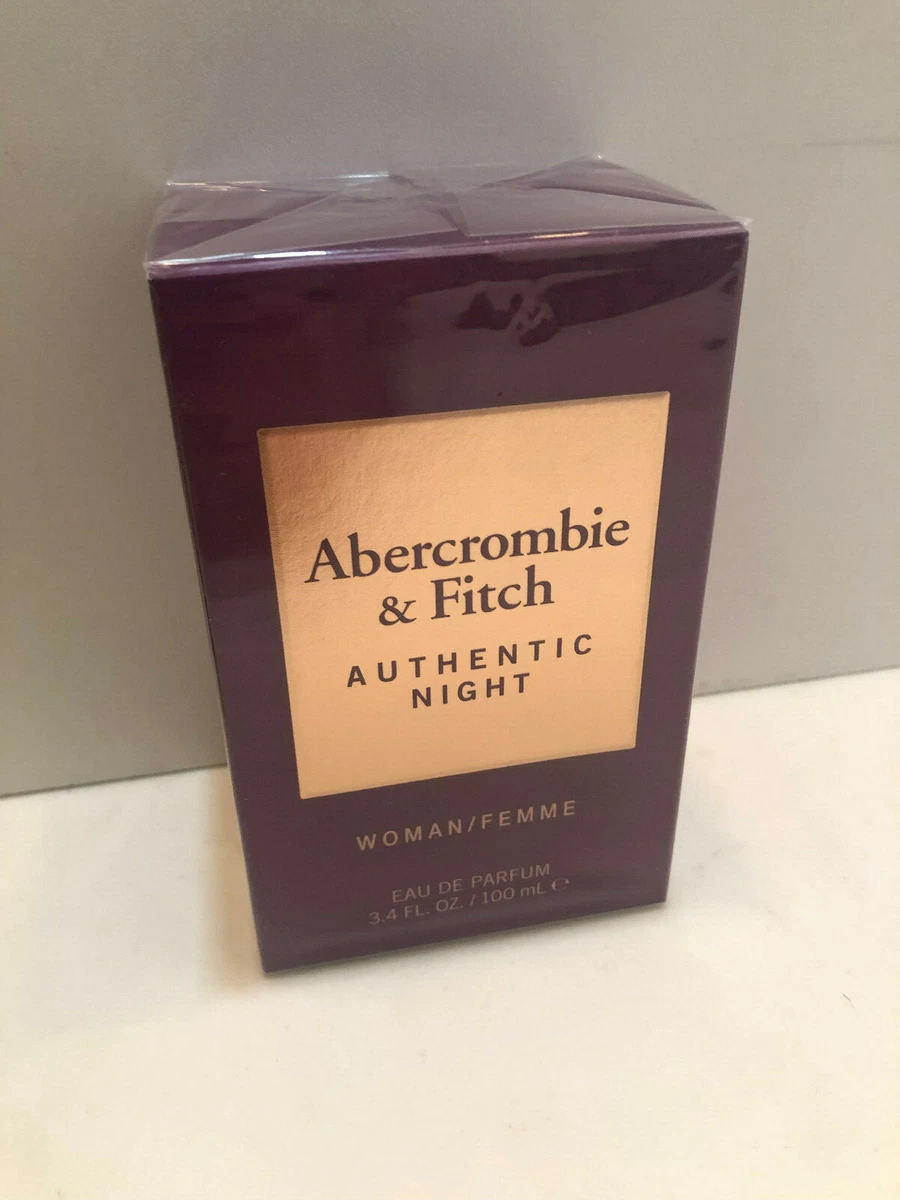 Abercrombie
& Fitch
AUTHENTIC
NIGHT
WOMAN/FEMME
EAU DE PARFUM
3.4 FL. OZ. / 100 mL ℮